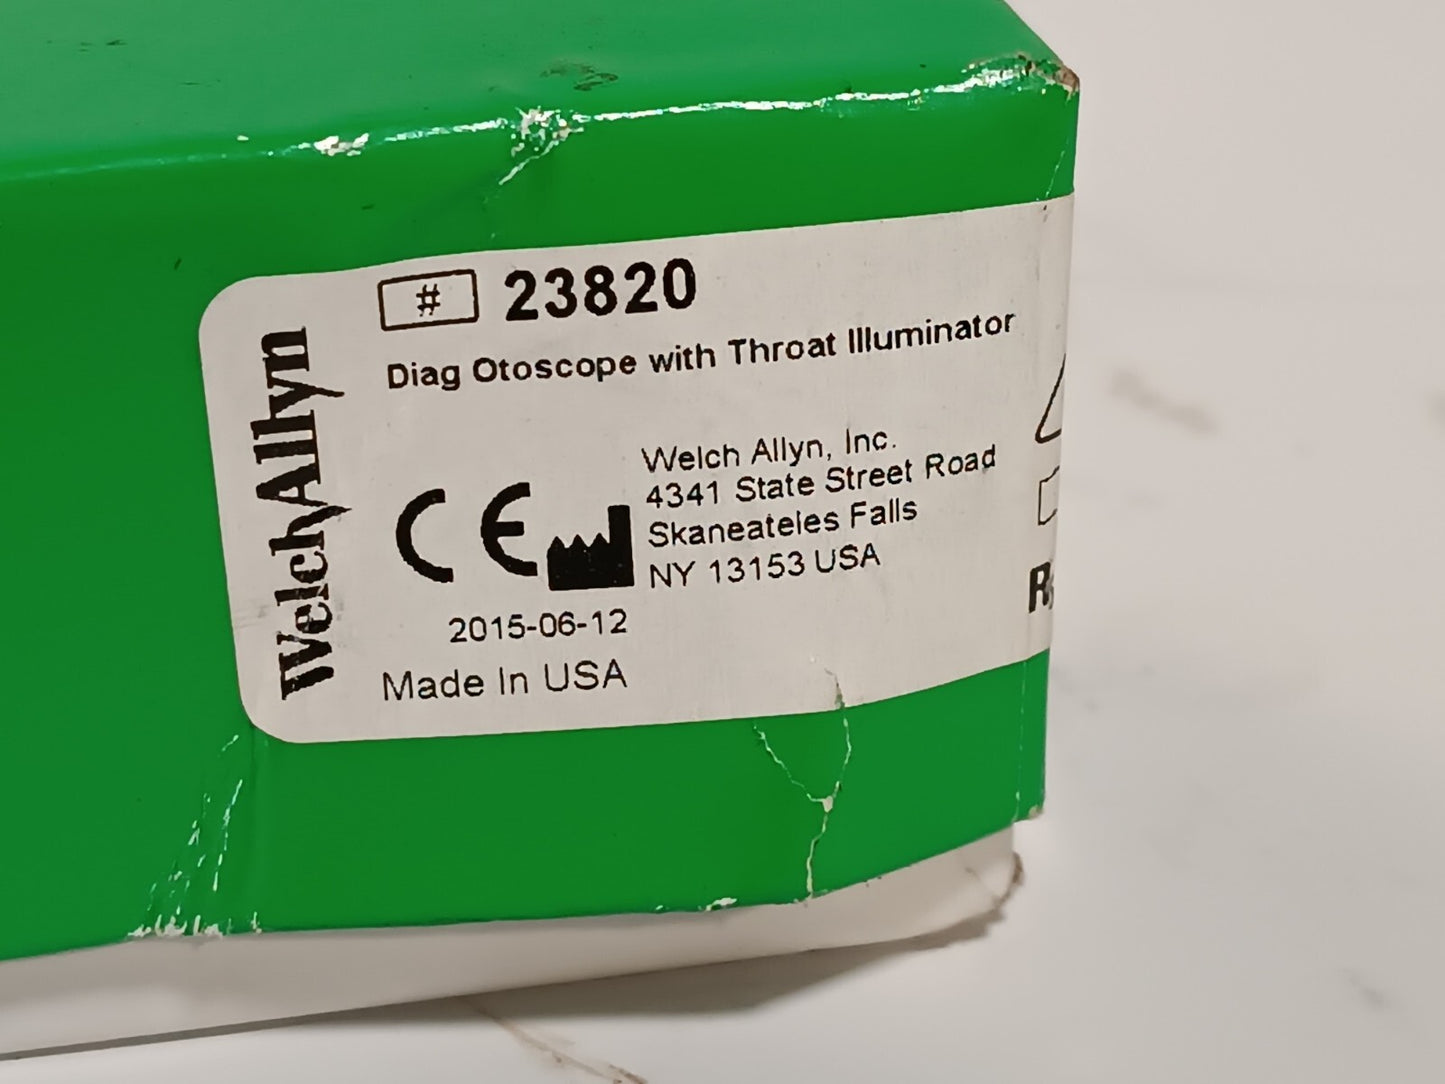 WelchAllyn
# 23820
Diag Otoscope with Throat Illuminator
Welch Allyn, Inc.
4341 State Street Road
Skaneateles Falls
NY 13153 USA
CE
2015-06-12
Made In USA